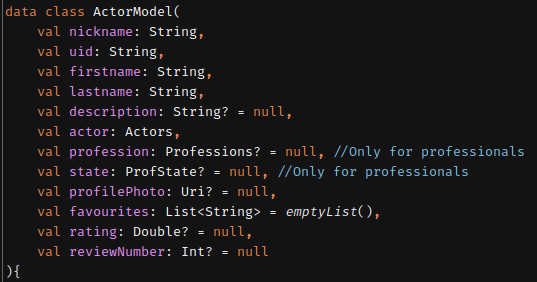 data class ActorModel(
    val nickname: String,
    val uid: String,
    val firstname: String,
    val lastname: String,
    val description: String? = null,
    val actor: Actors,
    val profession: Professions? = null, //Only for professionals
    val state: ProfState? = null, //Only for professionals
    val profilePhoto: Uri? = null,
    val favourites: List<String> = emptyList(),
    val rating: Double? = null,
    val reviewNumber: Int? = null
){